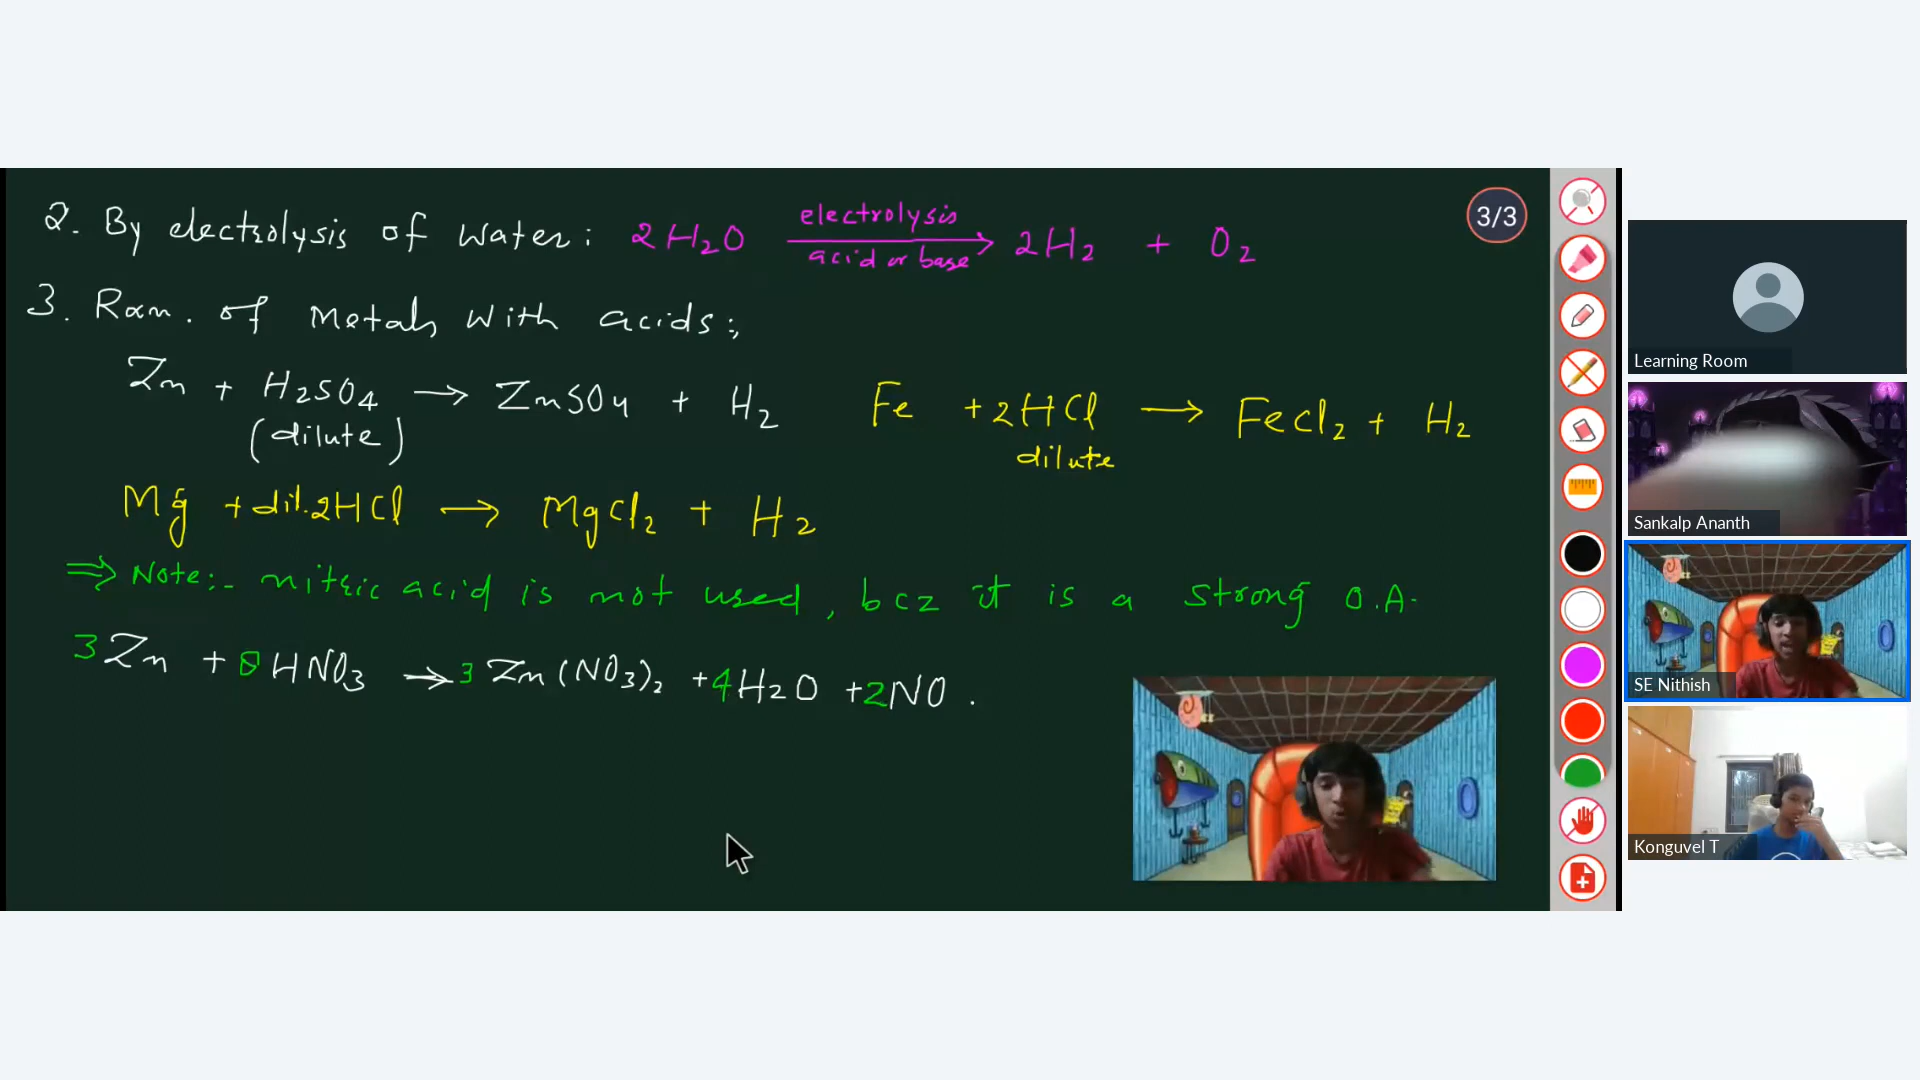 2. By electrolysis of water: 2H₂O electrolysis → acid or base 2H₂ + O₂
3/3
3. Rxn. of Metals With acids:,
Zn + H₂SO₄ → ZnSO₄ + H₂
(dilute)
Fe + 2HCl → FeCl₂ + H₂
dilute
Mg + dil. 2HCl → MgCl₂ + H₂
⇒ Note:- nitric acid is not used, bcz it is a strong O.A.
3Zn + 8HNO₃ → 3Zn(NO₃)₂ + 4H₂O + 2NO.
Learning Room
Sankalp Ananth
SE Nithish
Konguvel T